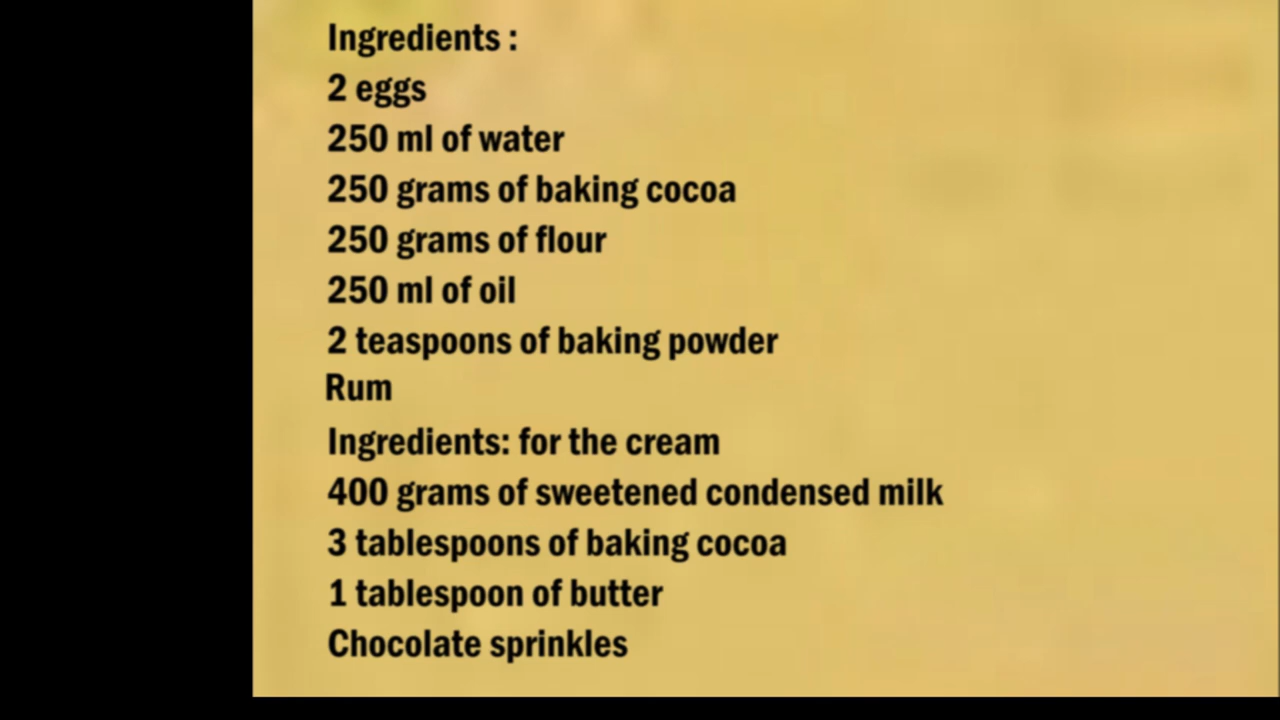 Ingredients :
2 eggs
250 ml of water
250 grams of baking cocoa
250 grams of flour
250 ml of oil
2 teaspoons of baking powder
Rum
Ingredients: for the cream
400 grams of sweetened condensed milk
3 tablespoons of baking cocoa
1 tablespoon of butter
Chocolate sprinkles